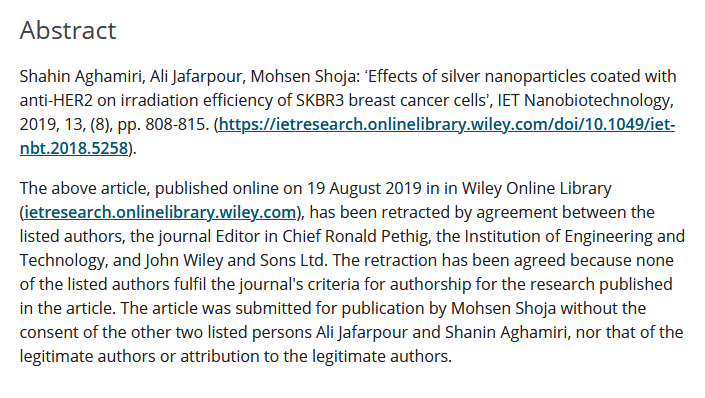 Abstract
Shahin Aghamiri, Ali Jafarpour, Mohsen Shoja: ‘Effects of silver nanoparticles coated with
anti-HER2 on irradiation efficiency of SKBR3 breast cancer cells’, IET Nanobiotechnology,
2019, 13, (8), pp. 808-815. (https://ietresearch.onlinelibrary.wiley.com/doi/10.1049/iet-
nbt.2018.5258).
The above article, published online on 19 August 2019 in in Wiley Online Library
(ietresearch.onlinelibrary.wiley.com), has been retracted by agreement between the
listed authors, the journal Editor in Chief Ronald Pethig, the Institution of Engineering and
Technology, and John Wiley and Sons Ltd. The retraction has been agreed because none
of the listed authors fulfil the journal's criteria for authorship for the research published
in the article. The article was submitted for publication by Mohsen Shoja without the
consent of the other two listed persons Ali Jafarpour and Shanin Aghamiri, nor that of the
legitimate authors or attribution to the legitimate authors.